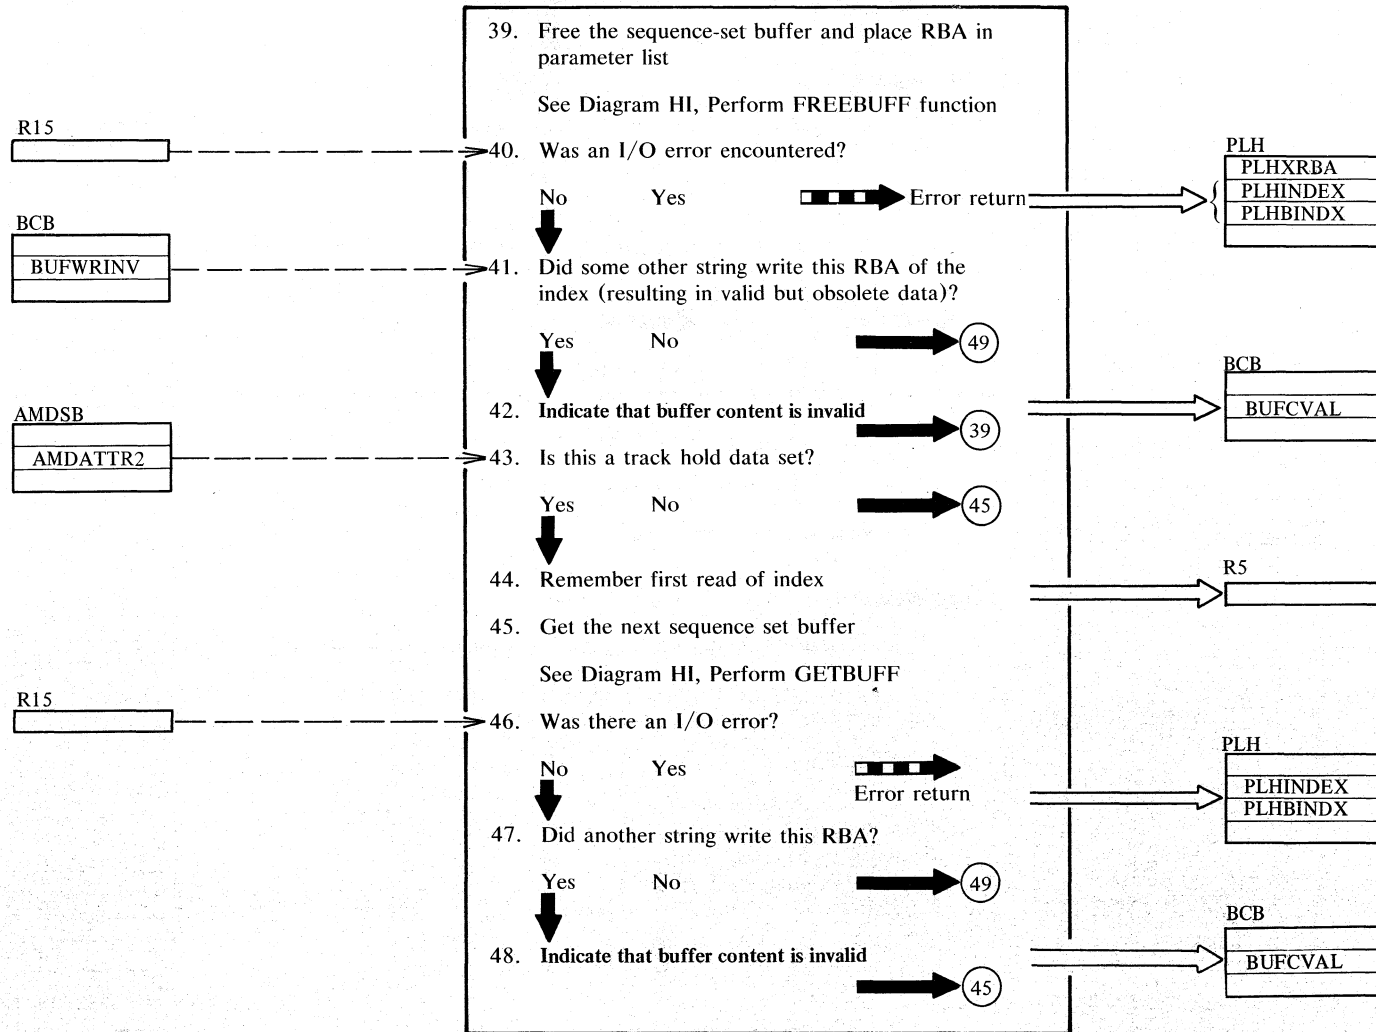 39. Free the sequence-set buffer and place RBA in
parameter list
See Diagram HI, Perform FREEBUFF function
R15
40. Was an I/O error encountered?
No Yes Error return
PLH
PLHXRBA
PLHINDEX
PLHBINDX
BCB
BUFWRINV
41. Did some other string write this RBA of the
index (resulting in valid but obsolete data)?
Yes No 49
42. Indicate that buffer content is invalid
39
BCB
BUFCVAL
AMDSB
AMDATTR2
43. Is this a track hold data set?
Yes No 45
44. Remember first read of index
R5
45. Get the next sequence set buffer
See Diagram HI, Perform GETBUFF
R15
46. Was there an I/O error?
No Yes
Error return
PLH
PLHINDEX
PLHBINDX
47. Did another string write this RBA?
Yes No 49
48. Indicate that buffer content is invalid
45
BCB
BUFCVAL